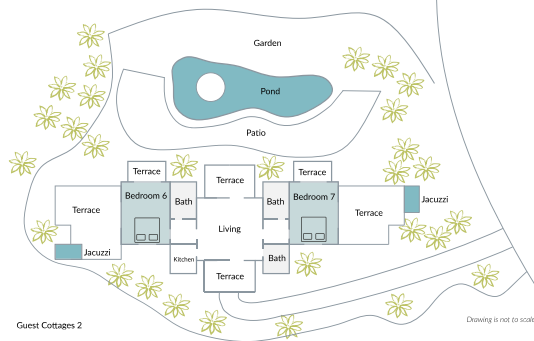 Garden
Pond
Patio
Terrace
Terrace
Terrace
Bedroom 6
Bath
Bath
Bedroom 7
Jacuzzi
Terrace
Terrace
Living
Jacuzzi
Kitchen
Bath
Terrace
Guest Cottages 2
Drawing is not to scale